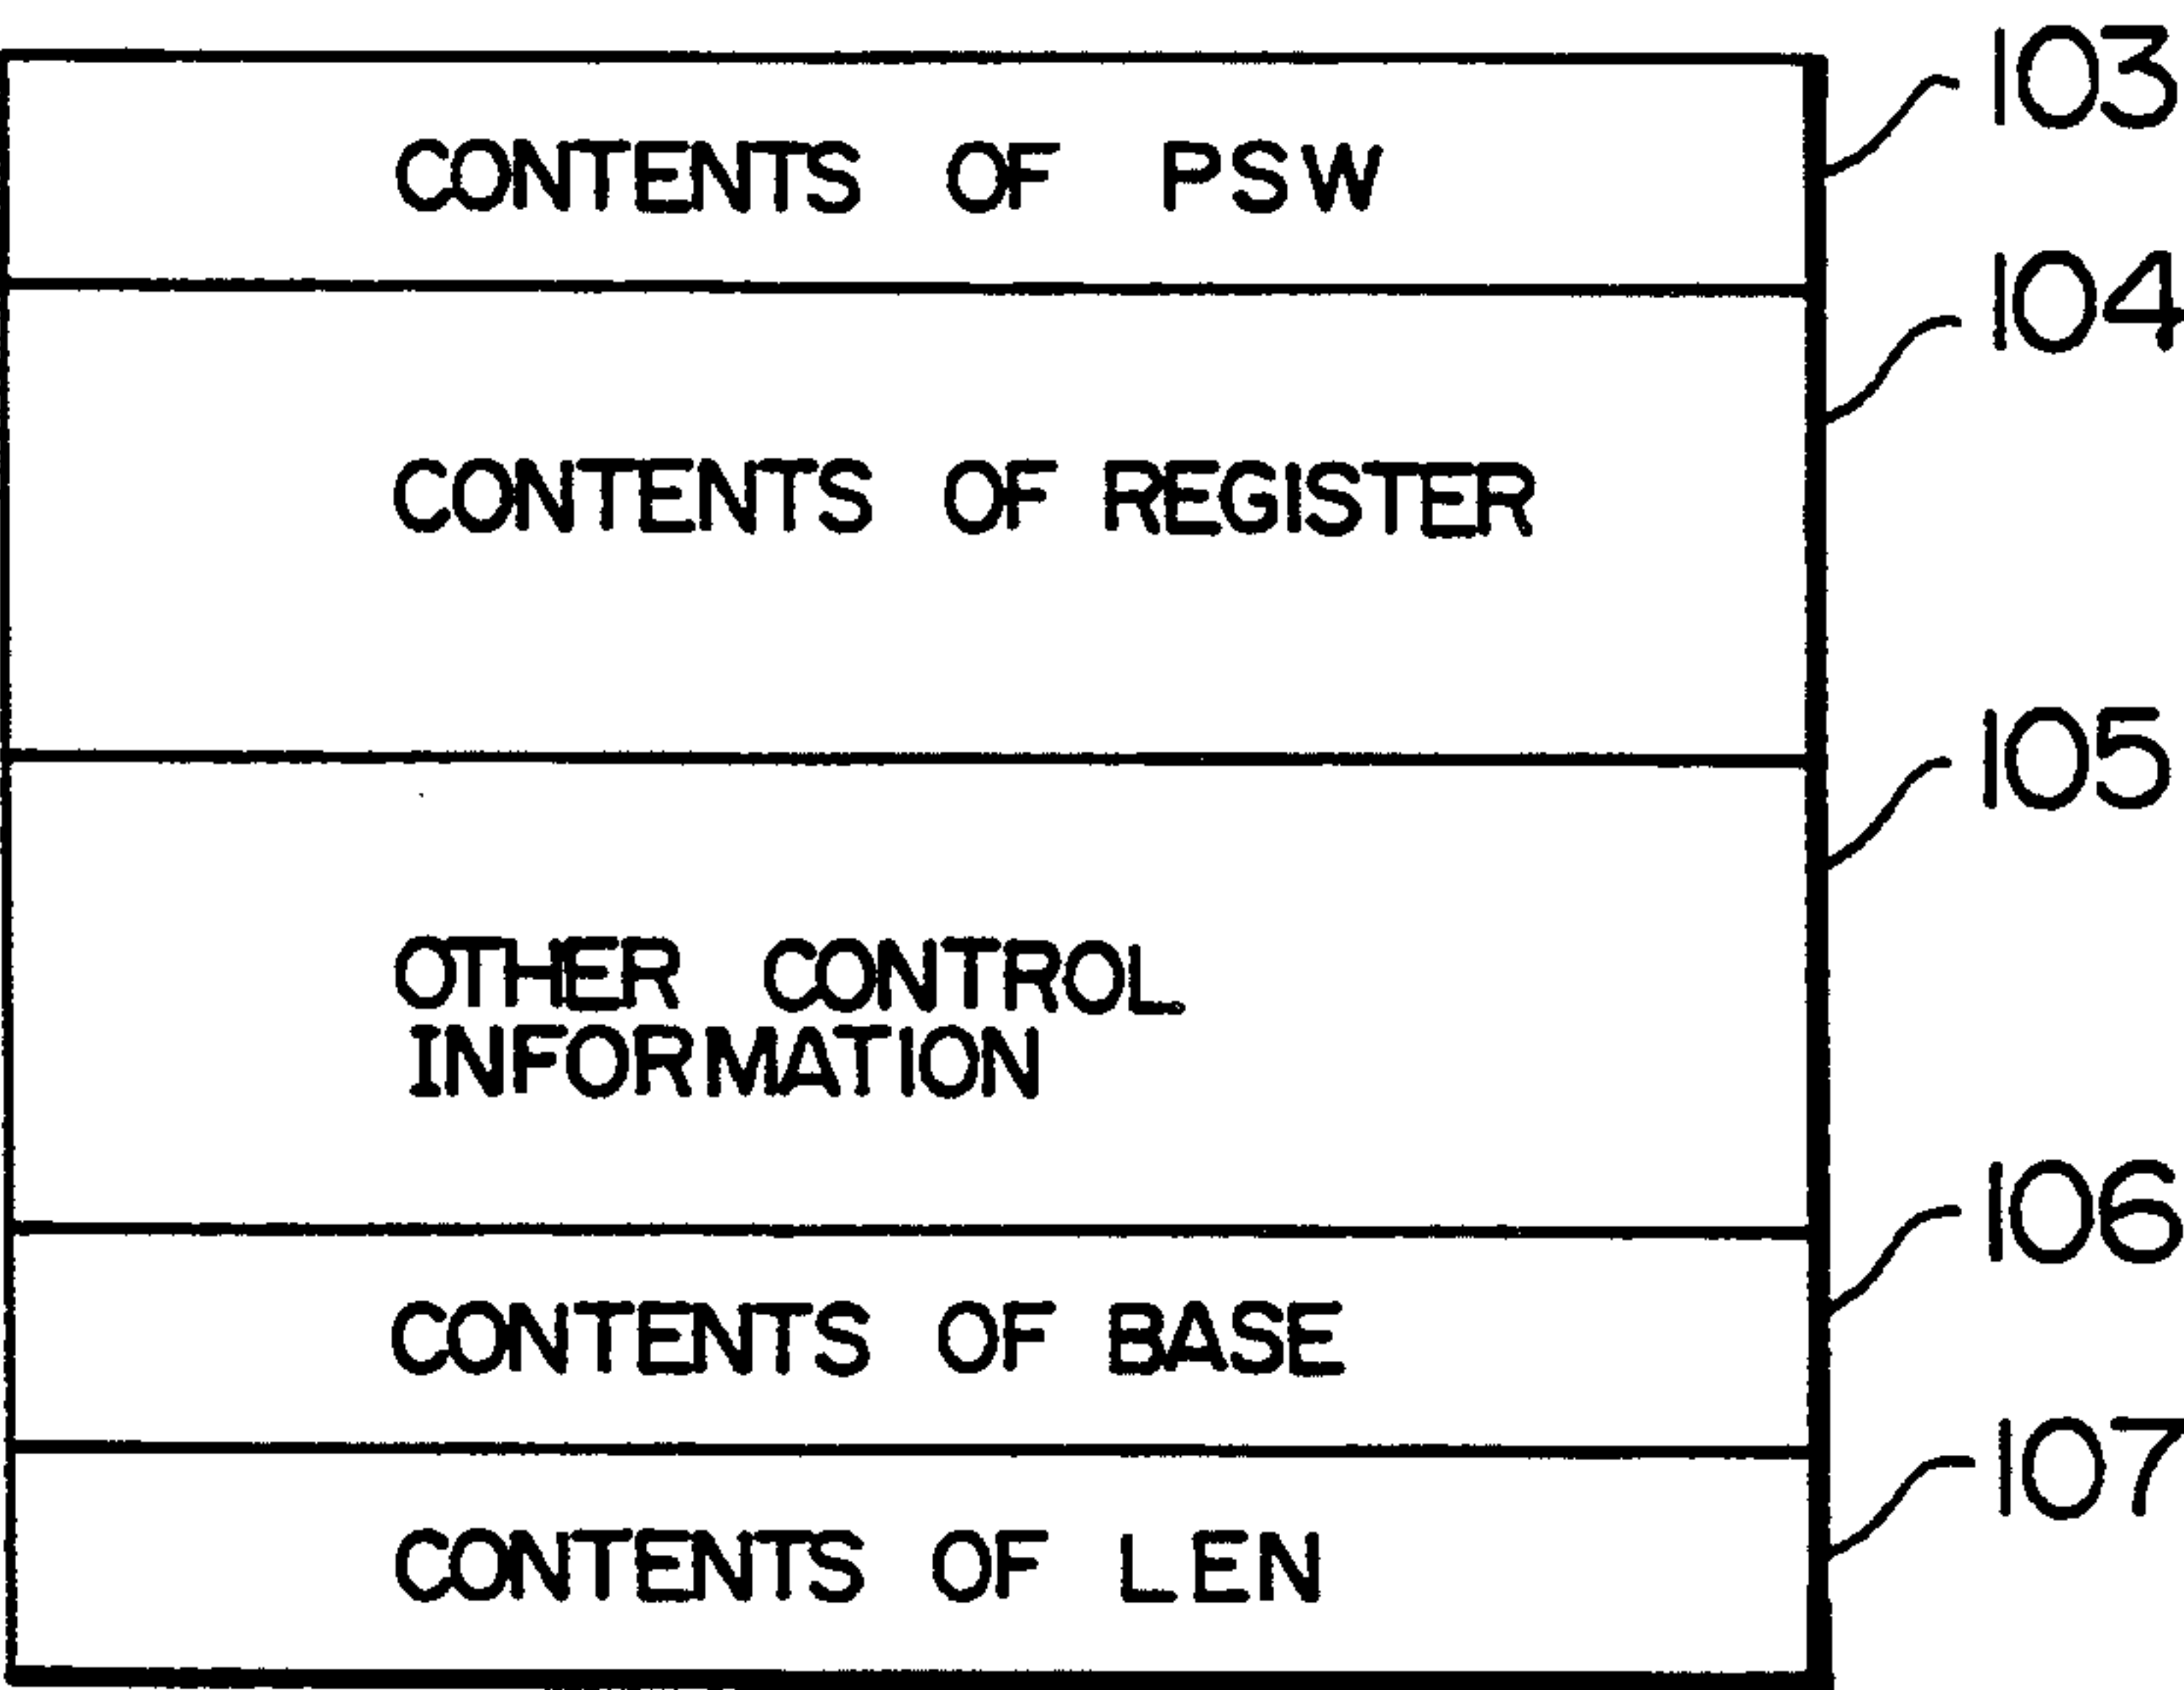 103
CONTENTS OF PSW
104
CONTENTS OF REGISTER
105
OTHER CONTROL
INFORMATION
106
CONTENTS OF BASE
107
CONTENTS OF LEN